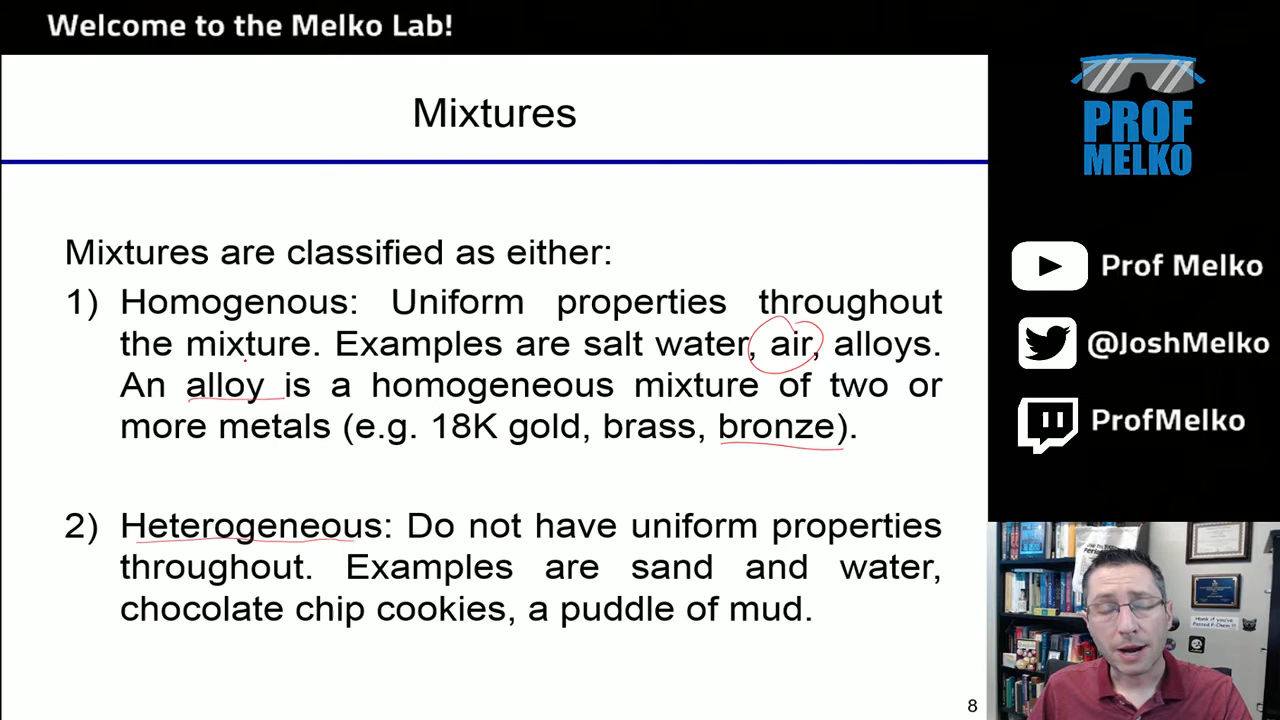 Welcome to the Melko Lab!
Mixtures
Mixtures are classified as either:
1) Homogenous: Uniform properties throughout
the mixture. Examples are salt water, air, alloys.
An alloy is a homogeneous mixture of two or
more metals (e.g. 18K gold, brass, bronze).
2) Heterogeneous: Do not have uniform properties
throughout. Examples are sand and water,
chocolate chip cookies, a puddle of mud.
8
PROF
MELKO
Prof Melko
@JoshMelko
ProfMelko